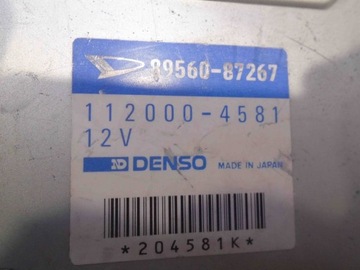 89560-87267
112000-4581
12V
DENSO MADE IN JAPAN
*204581K*